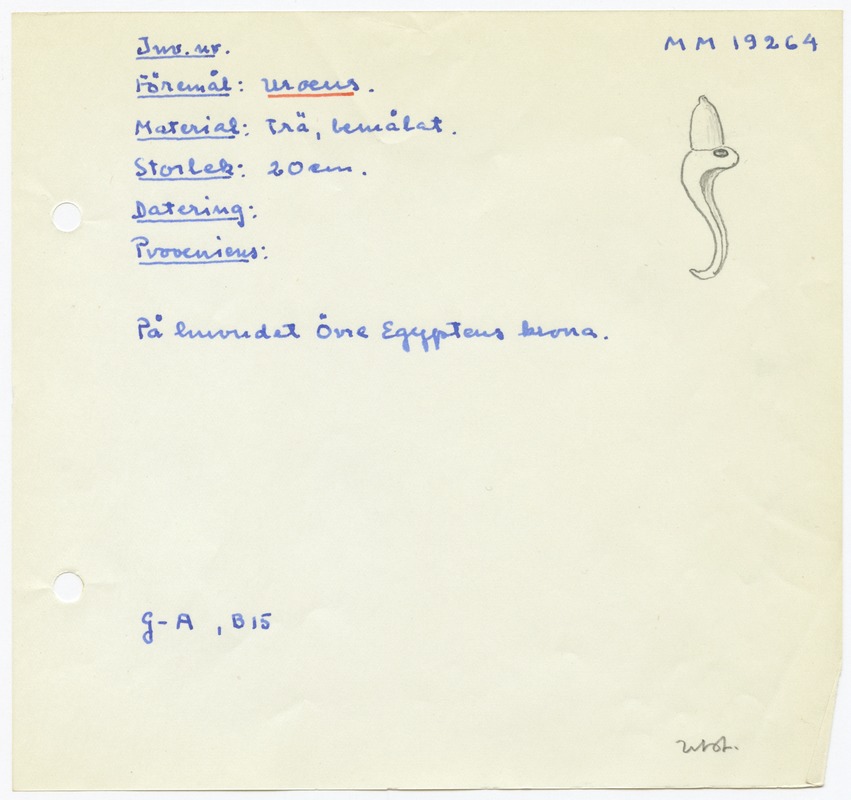 Inv. nr. MM 19264
Föremål: uraeus.
Material: Trä, bemålat.
Storlek: 20 cm.
Datering:
Proveniens:
På huvudet Övre Egyptens krona.
G-A , B15